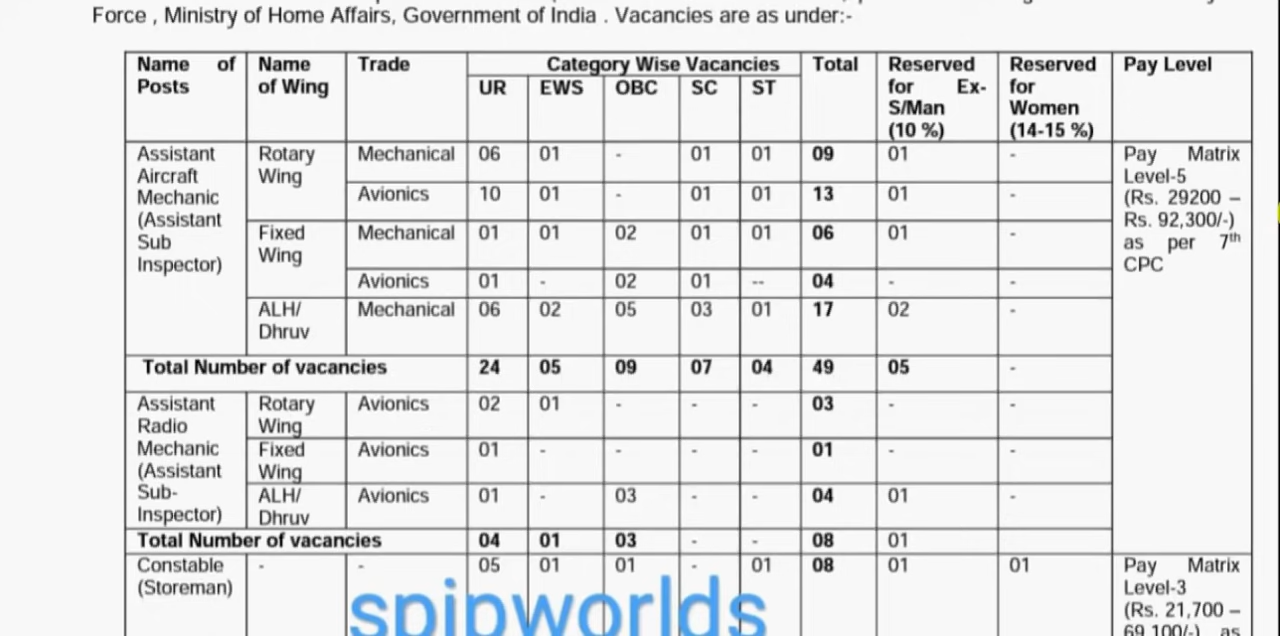 Force , Ministry of Home Affairs, Government of India . Vacancies are as under:-
Name of Posts | Name of Wing | Trade | Category Wise Vacancies | Total | Reserved for Ex-S/Man (10 %) | Reserved for Women (14-15 %) | Pay Level
UR | EWS | OBC | SC | ST
Assistant Aircraft Mechanic (Assistant Sub Inspector) | Rotary Wing | Mechanical | 06 | 01 | - | 01 | 01 | 09 | 01 | - | Pay Matrix Level-5 (Rs. 29200 – Rs. 92,300/-) as per 7th CPC
Avionics | 10 | 01 | - | 01 | 01 | 13 | 01 | -
Fixed Wing | Mechanical | 01 | 01 | 02 | 01 | 01 | 06 | 01 | -
Avionics | 01 | - | 02 | 01 | -- | 04 | - | -
ALH/ Dhruv | Mechanical | 06 | 02 | 05 | 03 | 01 | 17 | 02 | -
Total Number of vacancies | 24 | 05 | 09 | 07 | 04 | 49 | 05 | -
Assistant Radio Mechanic (Assistant Sub-Inspector) | Rotary Wing | Avionics | 02 | 01 | - | - | - | 03 | - | -
Fixed Wing | Avionics | 01 | - | - | - | - | 01 | - | -
ALH/ Dhruv | Avionics | 01 | - | 03 | - | - | 04 | 01 | -
Total Number of vacancies | 04 | 01 | 03 | - | - | 08 | 01
Constable (Storeman) | - | - | 05 | 01 | 01 | - | 01 | 08 | 01 | 01 | Pay Matrix Level-3 (Rs. 21,700 – 69,100/-) as
spipworlds